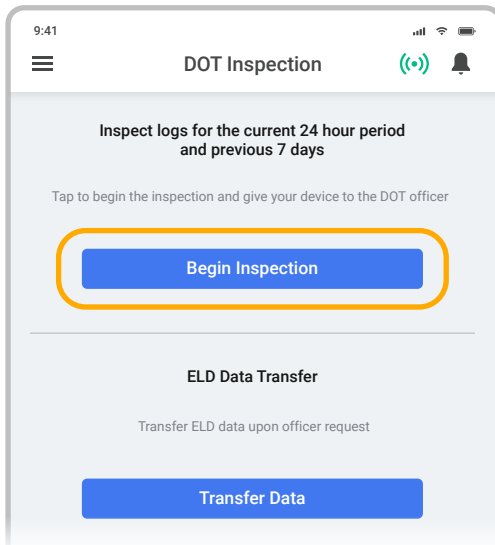 9:41
DOT Inspection
Inspect logs for the current 24 hour period
and previous 7 days
Tap to begin the inspection and give your device to the DOT officer
Begin Inspection
ELD Data Transfer
Transfer ELD data upon officer request
Transfer Data